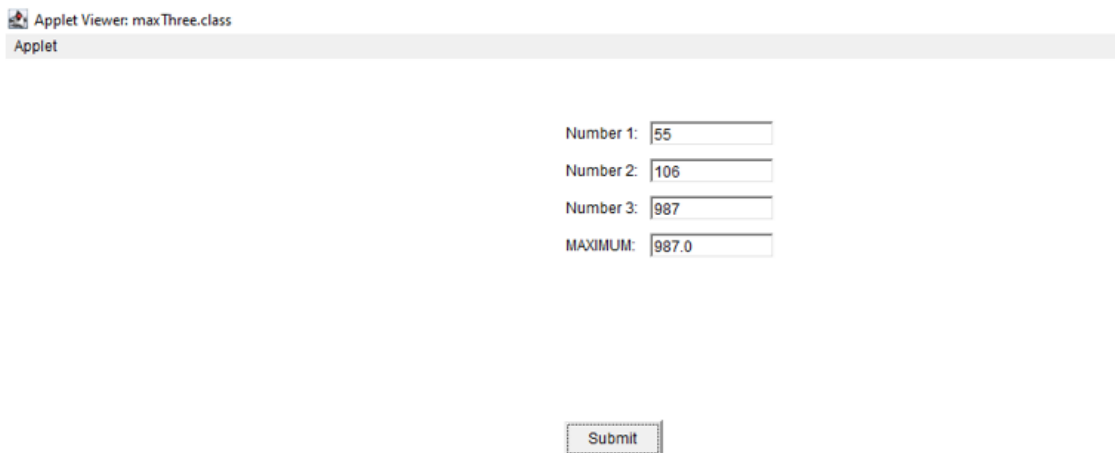 Applet Viewer: maxThree.class
Applet
Number 1: 55
Number 2: 106
Number 3: 987
MAXIMUM: 987.0
Submit